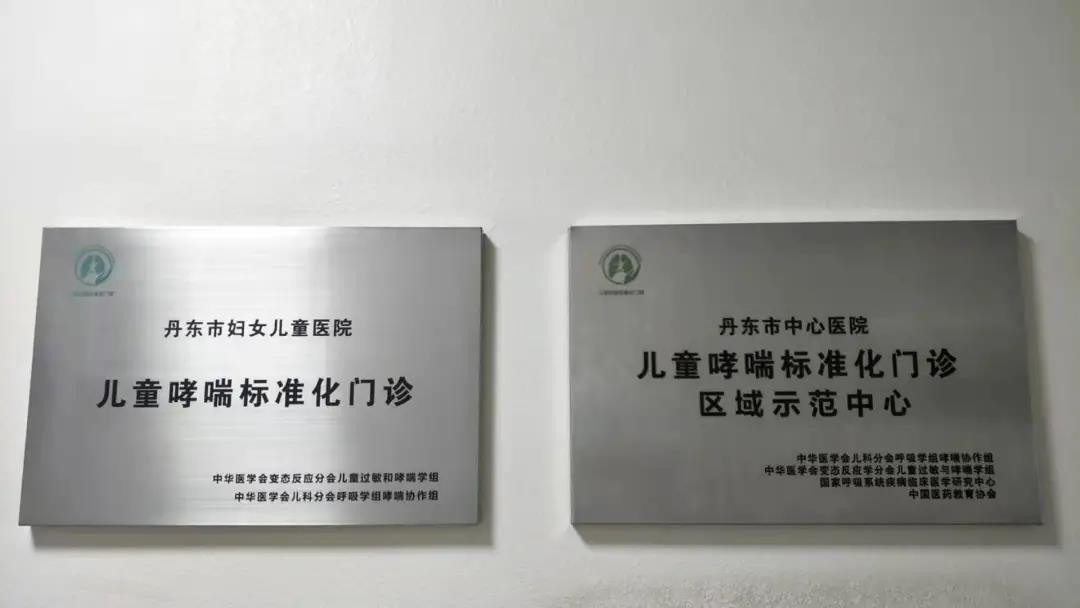 丹东市妇女儿童医院
儿童哮喘标准化门诊
中华医学会变态反应分会儿童过敏和哮喘学组
中华医学会儿科分会呼吸学组哮喘协作组
丹东市中心医院
儿童哮喘标准化门诊
区域示范中心
中华医学会儿科分会呼吸学组哮喘协作组
中华医学会变态反应学分会儿童过敏与哮喘学组
国家呼吸系统疾病临床医学研究中心
中国医药教育协会